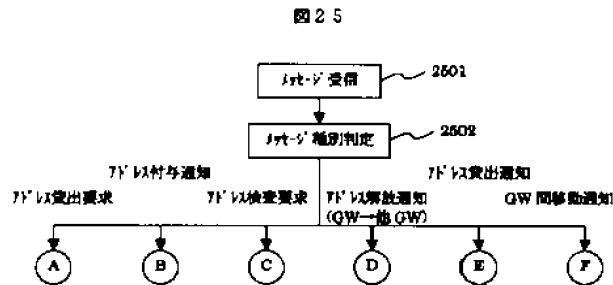 図25
ﾒｯｾｰｼﾞ受信
2501
ﾒｯｾｰｼﾞ種別判定
2502
ｱﾄﾞﾚｽ付与通知
ｱﾄﾞﾚｽ貸出通知
ｱﾄﾞﾚｽ貸出要求
ｱﾄﾞﾚｽ検査要求
ｱﾄﾞﾚｽ解放通知
GW間移動通知
(GW→他GW)
A
B
C
D
E
F